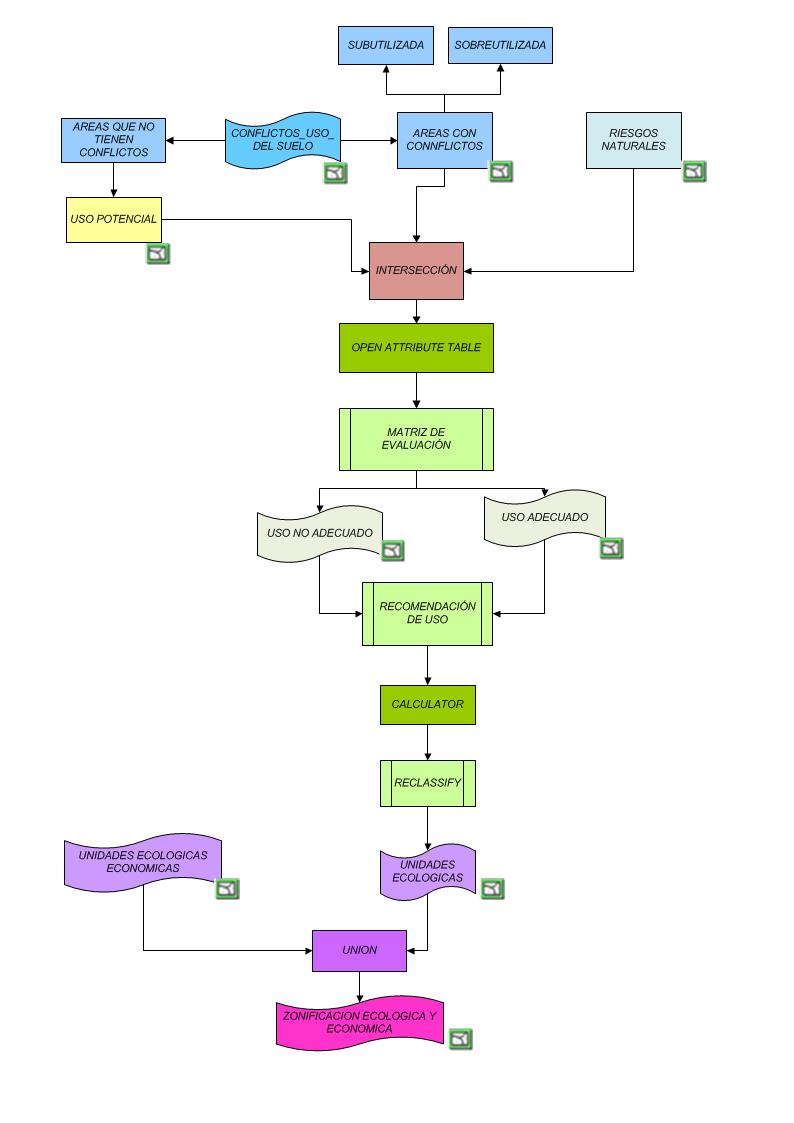 SUBUTILIZADA
SOBREUTILIZADA
AREAS QUE NO
TIENEN
CONFLICTOS
CONFLICTOS_USO_
DEL SUELO
AREAS CON
CONNFLICTOS
RIESGOS
NATURALES
USO POTENCIAL
INTERSECCIÓN
OPEN ATTRIBUTE TABLE
MATRIZ DE
EVALUACIÓN
USO NO ADECUADO
USO ADECUADO
RECOMENDACIÓN
DE USO
CALCULATOR
RECLASSIFY
UNIDADES ECOLOGICAS
ECONOMICAS
UNIDADES
ECOLOGICAS
UNION
ZONIFICACION ECOLOGICA Y
ECONOMICA